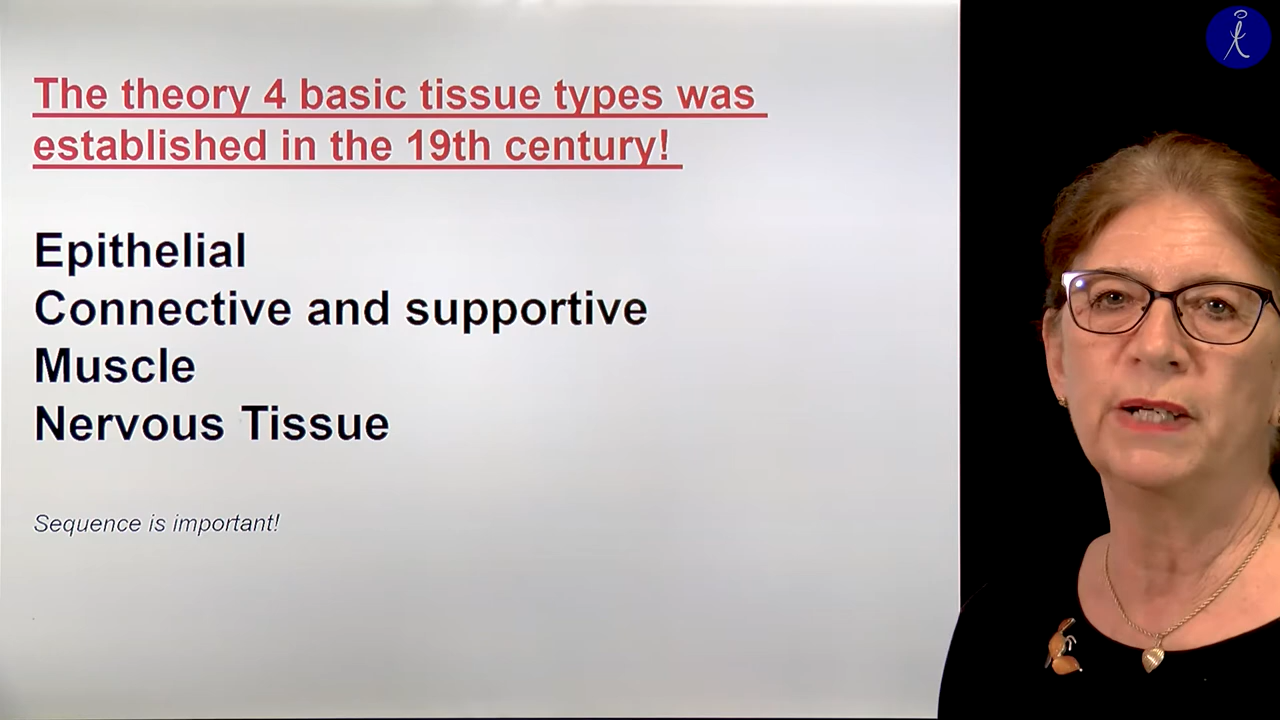 The theory 4 basic tissue types was
established in the 19th century!
Epithelial
Connective and supportive
Muscle
Nervous Tissue
Sequence is important!